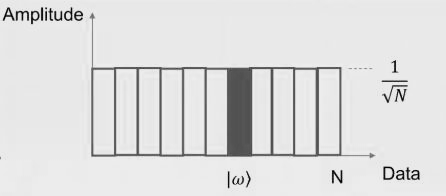 Amplitude
1
√N
|ω⟩
N
Data